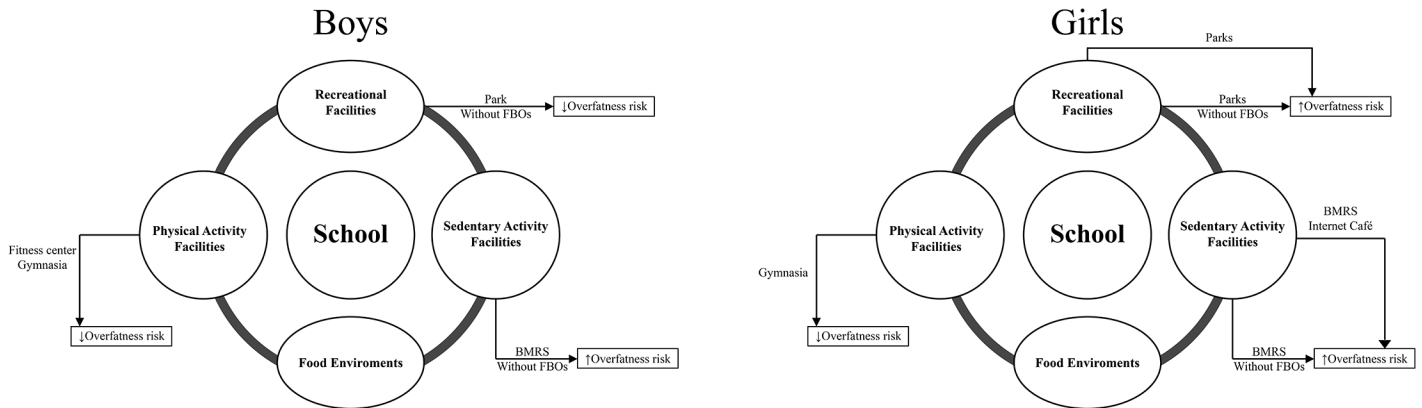 Boys
Recreational
Facilities
Park
Without FBOs
↓Overfatness risk
Physical Activity
Facilities
School
Sedentary Activity
Facilities
Fitness center
Gymnasia
↓Overfatness risk
Food Enviroments
BMRS
Without FBOs
↑Overfatness risk
Girls
Parks
Recreational
Facilities
Parks
Without FBOs
↑Overfatness risk
Physical Activity
Facilities
School
Sedentary Activity
Facilities
BMRS
Internet Café
Gymnasia
↓Overfatness risk
Food Enviroments
BMRS
Without FBOs
↑Overfatness risk